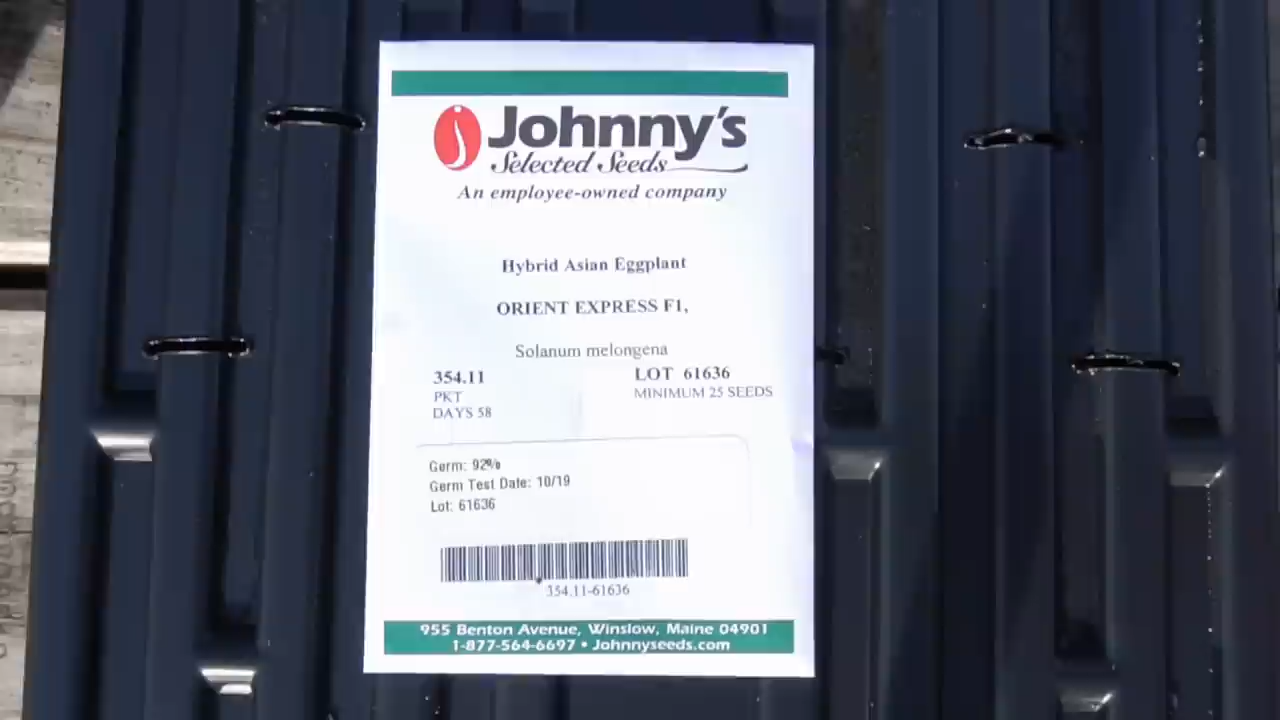 Johnny's
Selected Seeds
An employee-owned company
Hybrid Asian Eggplant
ORIENT EXPRESS F1,
Solanum melongena
354.11
PKT
DAYS 58
LOT 61636
MINIMUM 25 SEEDS
Germ: 92%
Germ Test Date: 10/19
Lot: 61636
354.11-61636
955 Benton Avenue, Winslow, Maine 04901
1-877-564-6697 • Johnnyseeds.com